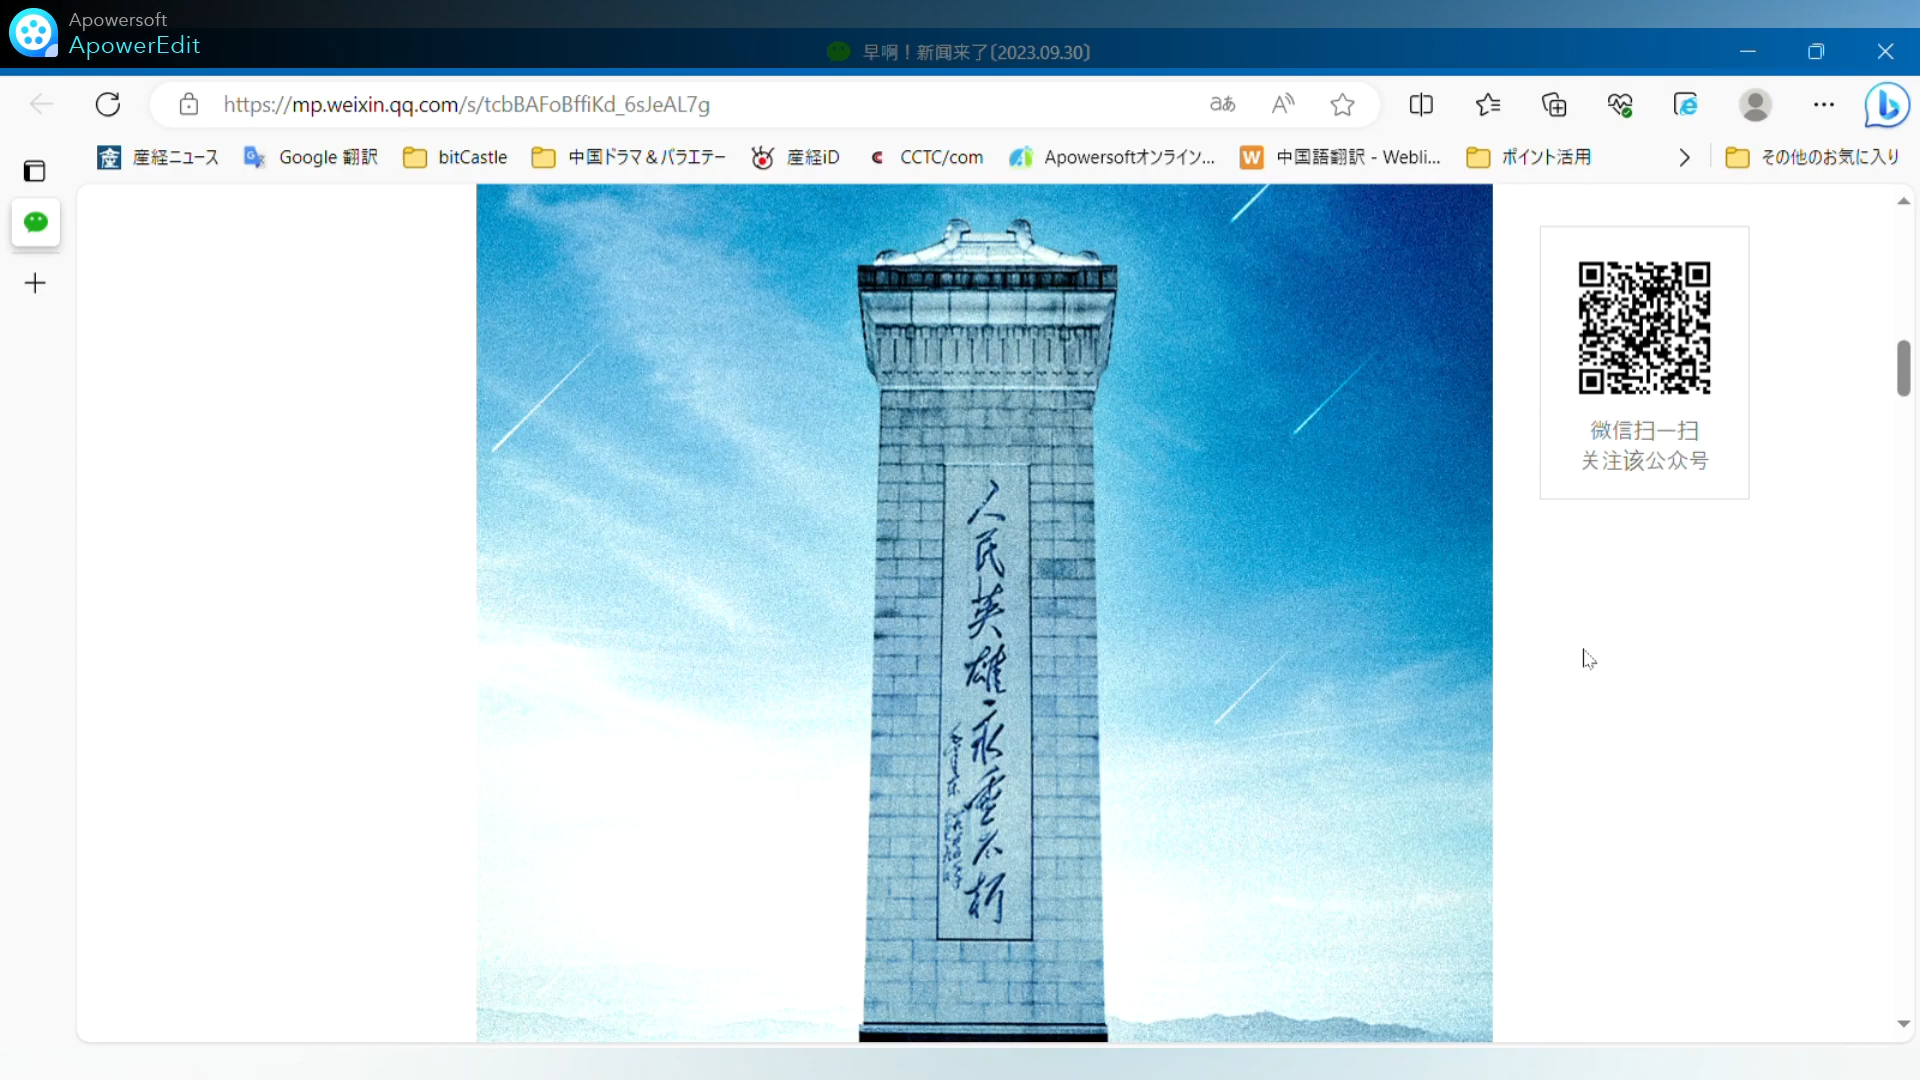 Apowersoft
ApowerEdit
早啊！新闻来了〔2023.09.30〕
https://mp.weixin.qq.com/s/tcbBAFoBffiKd_6sJeAL7g
産経ニュース
Google 翻訳
bitCastle
中国ドラマ＆バラエテー
産経iD
CCTC/com
Apowersoftオンライン...
中国語翻訳 - Webli...
ポイント活用
その他のお気に入り
人民英雄永垂不朽
微信扫一扫
关注该公众号